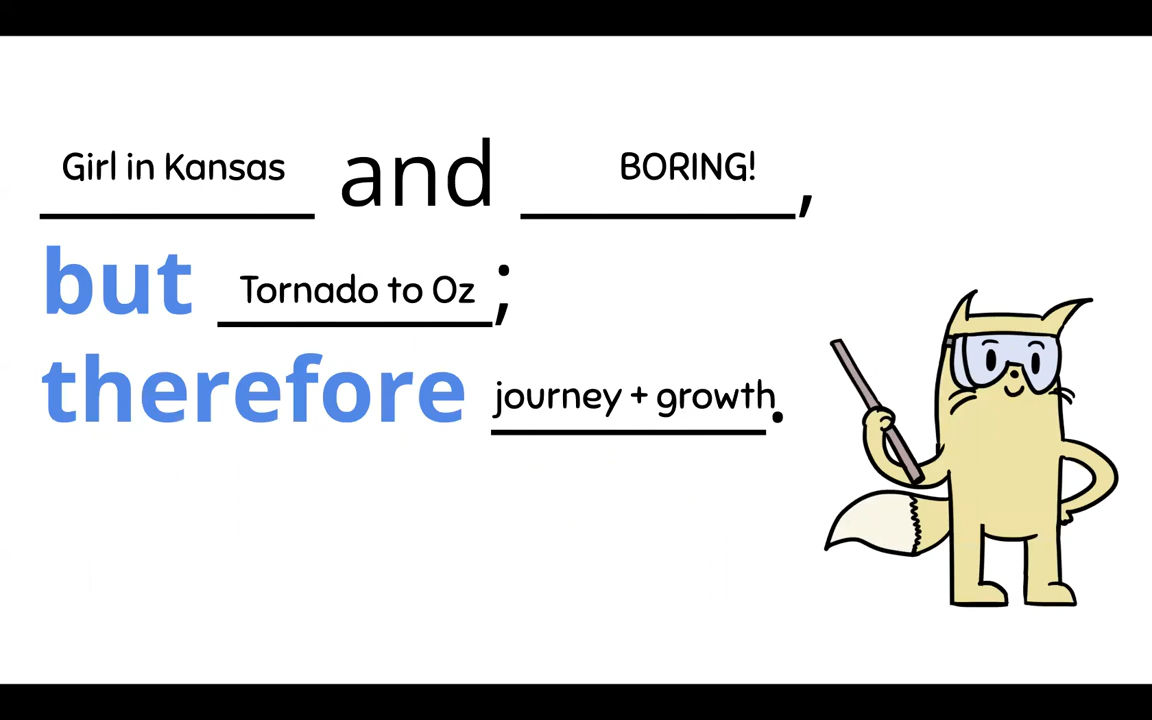 Girl in Kansas and BORING!,
but Tornado to Oz;
therefore journey + growth.